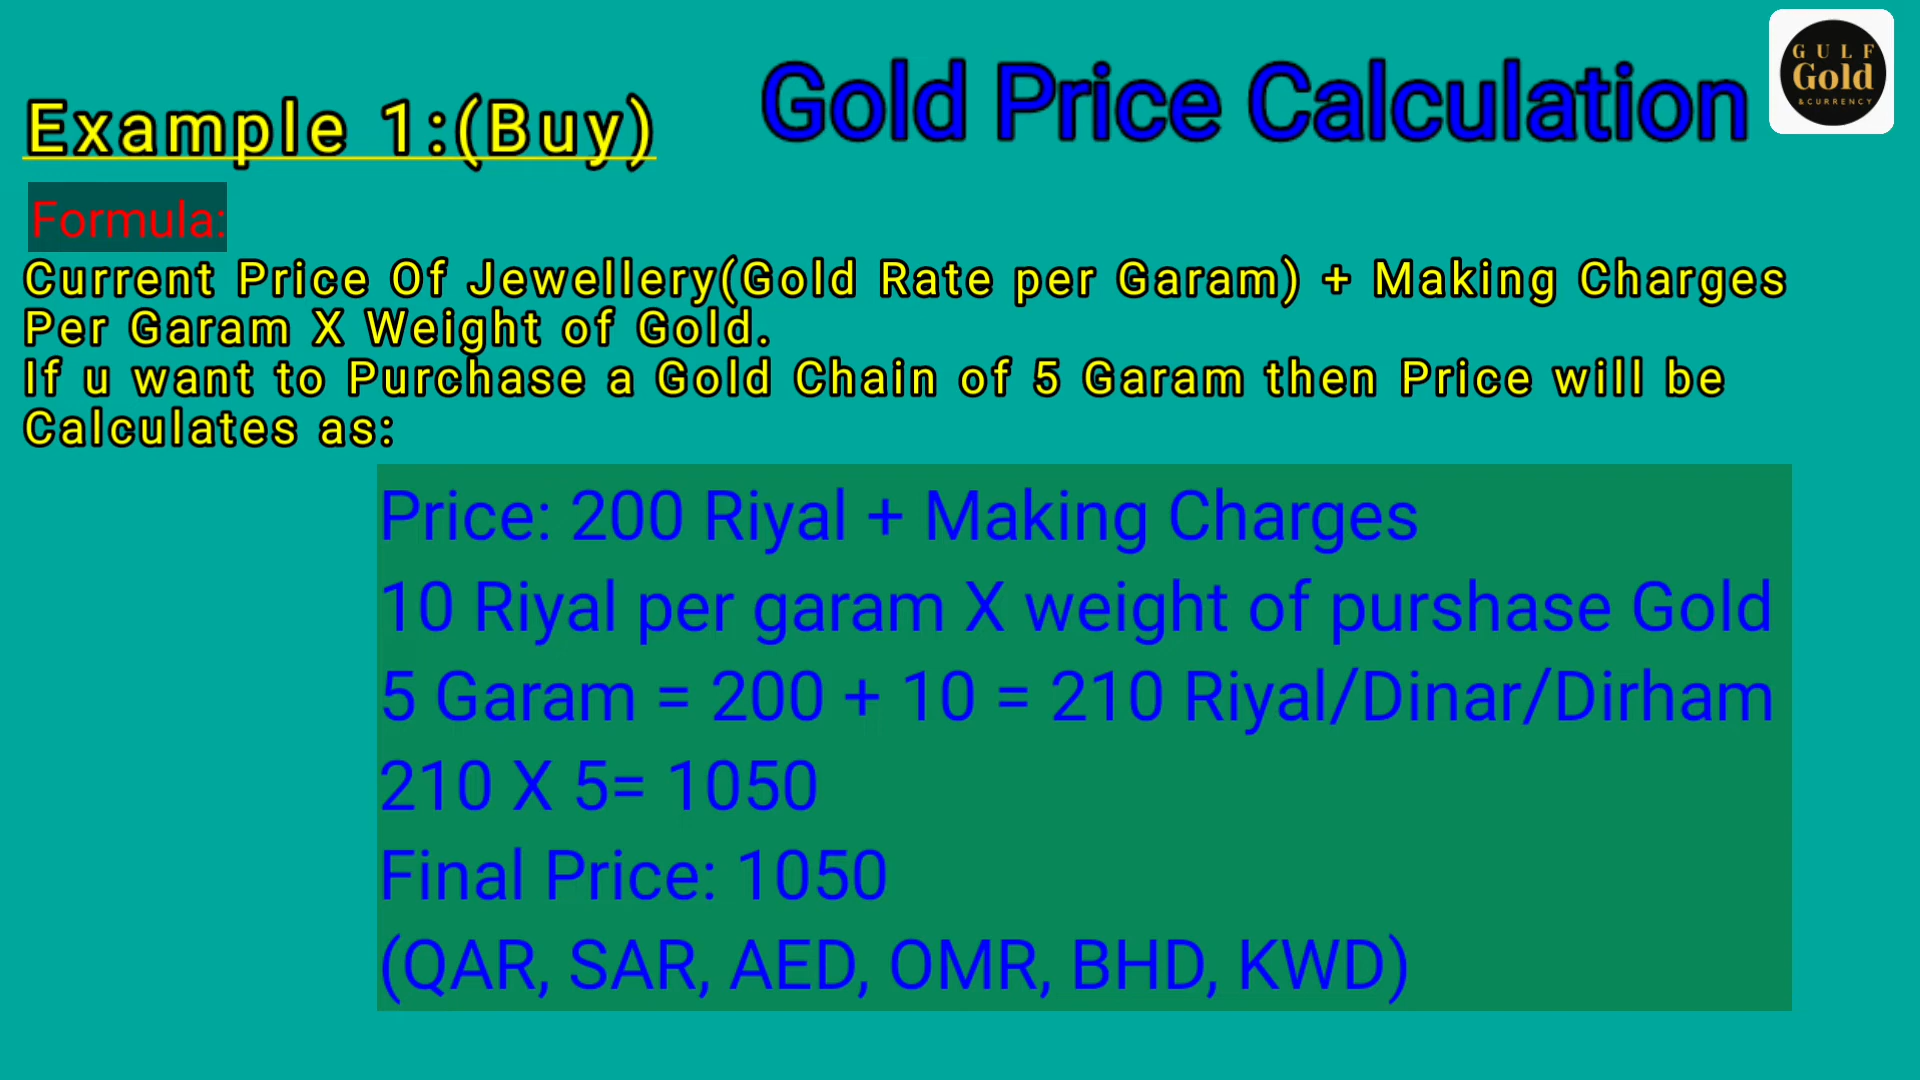 GULF
Gold
&CURRENCY
Gold Price Calculation
Example 1:(Buy)
Formula:
Current Price Of Jewellery(Gold Rate per Garam) + Making Charges
Per Garam X Weight of Gold.
If u want to Purchase a Gold Chain of 5 Garam then Price will be
Calculates as:
Price: 200 Riyal + Making Charges
10 Riyal per garam X weight of purshase Gold
5 Garam = 200 + 10 = 210 Riyal/Dinar/Dirham
210 X 5= 1050
Final Price: 1050
(QAR, SAR, AED, OMR, BHD, KWD)